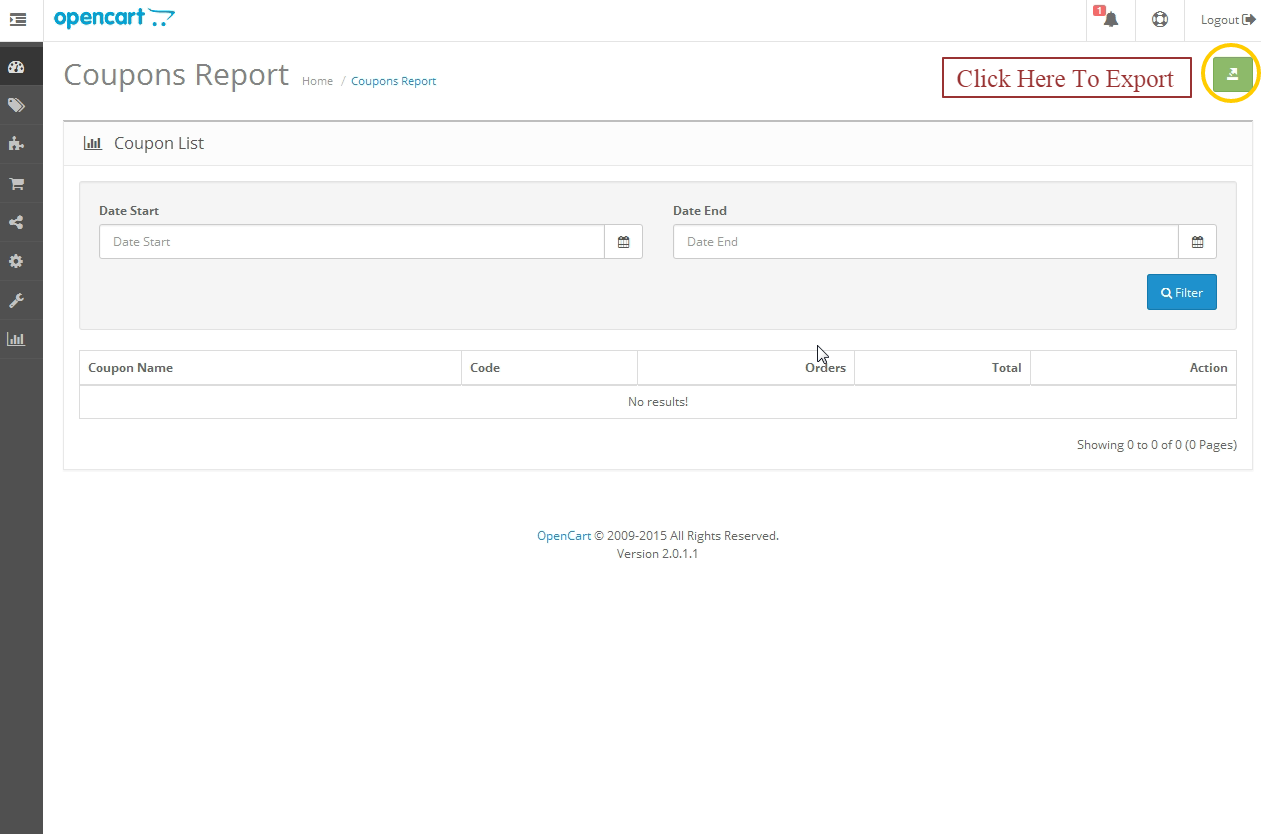 opencart
1
Logout
Coupons Report Home / Coupons Report
Click Here To Export
Coupon List
Date Start Date End
Date Start Date End
Filter
Coupon Name Code Orders Total Action
No results!
Showing 0 to 0 of 0 (0 Pages)
OpenCart © 2009-2015 All Rights Reserved.
Version 2.0.1.1